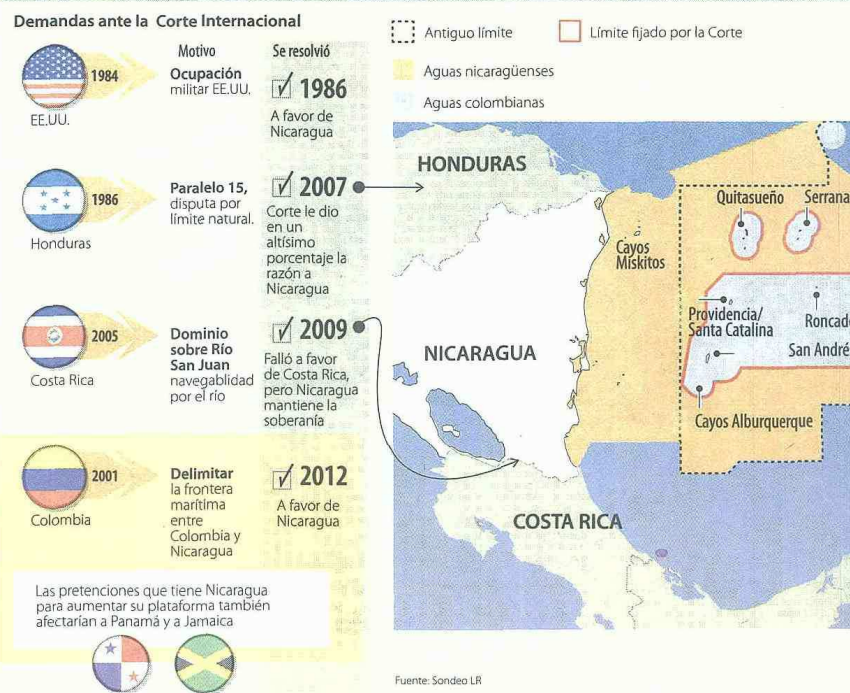 Demandas ante la Corte Internacional
Motivo
Se resolvió
EE.UU.
1984
Ocupación
militar EE.UU.
1986
A favor de
Nicaragua
Honduras
1986
Paralelo 15,
disputa por
límite natural.
2007
Corte le dio
en un
altísimo
porcentaje la
razón a
Nicaragua
Costa Rica
2005
Dominio
sobre Río
San Juan
navegablidad
por el río
2009
Falló a favor
de Costa Rica,
pero Nicaragua
mantiene la
soberanía
Colombia
2001
Delimitar
la frontera
marítima
entre
Colombia y
Nicaragua
2012
A favor de
Nicaragua
Las pretenciones que tiene Nicaragua
para aumentar su plataforma también
afectarían a Panamá y a Jamaica
Antiguo límite
Límite fijado por la Corte
Aguas nicaragüenses
Aguas colombianas
HONDURAS
Quitasueño
Serrana
Cayos
Miskitos
Providencia/
Santa Catalina
Roncad
San André
NICARAGUA
Cayos Alburquerque
COSTA RICA
Fuente: Sondeo LR